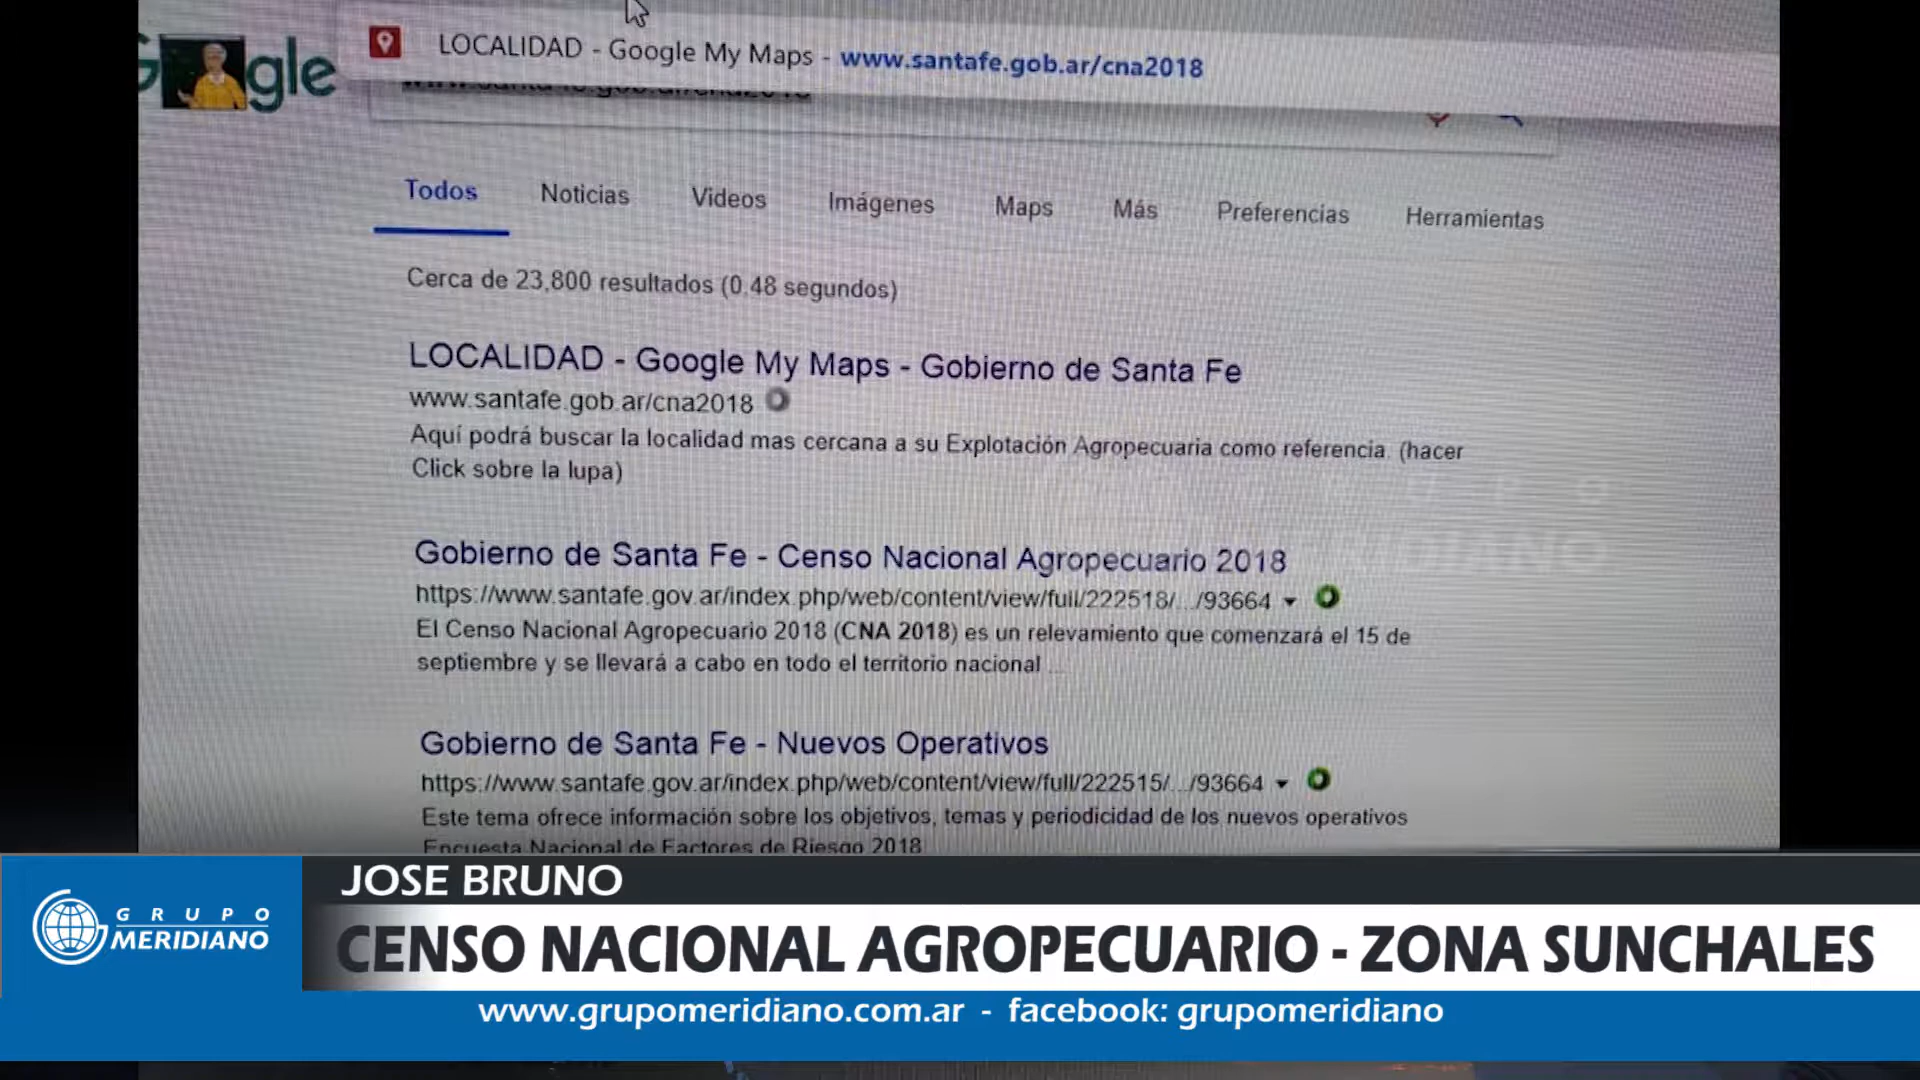 LOCALIDAD - Google My Maps - www.santafe.gob.ar/cna2018
gle
Todos Noticias Videos Imágenes Maps Más Preferencias Herramientas
Cerca de 23,800 resultados (0.48 segundos)
LOCALIDAD - Google My Maps - Gobierno de Santa Fe
www.santafe.gob.ar/cna2018
Aquí podrá buscar la localidad mas cercana a su Explotación Agropecuaria como referencia. (hacer
Click sobre la lupa)
GRUPO
MERIDIANO
Gobierno de Santa Fe - Censo Nacional Agropecuario 2018
https://www.santafe.gov.ar/index.php/web/content/view/full/222518/.../93664
El Censo Nacional Agropecuario 2018 (CNA 2018) es un relevamiento que comenzará el 15 de
septiembre y se llevará a cabo en todo el territorio nacional ...
Gobierno de Santa Fe - Nuevos Operativos
https://www.santafe.gov.ar/index.php/web/content/view/full/222515/.../93664
Este tema ofrece información sobre los objetivos, temas y periodicidad de los nuevos operativos
Encuesta Nacional de Factores de Riesgo 2018
JOSE BRUNO
GRUPO
MERIDIANO
CENSO NACIONAL AGROPECUARIO - ZONA SUNCHALES
www.grupomeridiano.com.ar - facebook: grupomeridiano